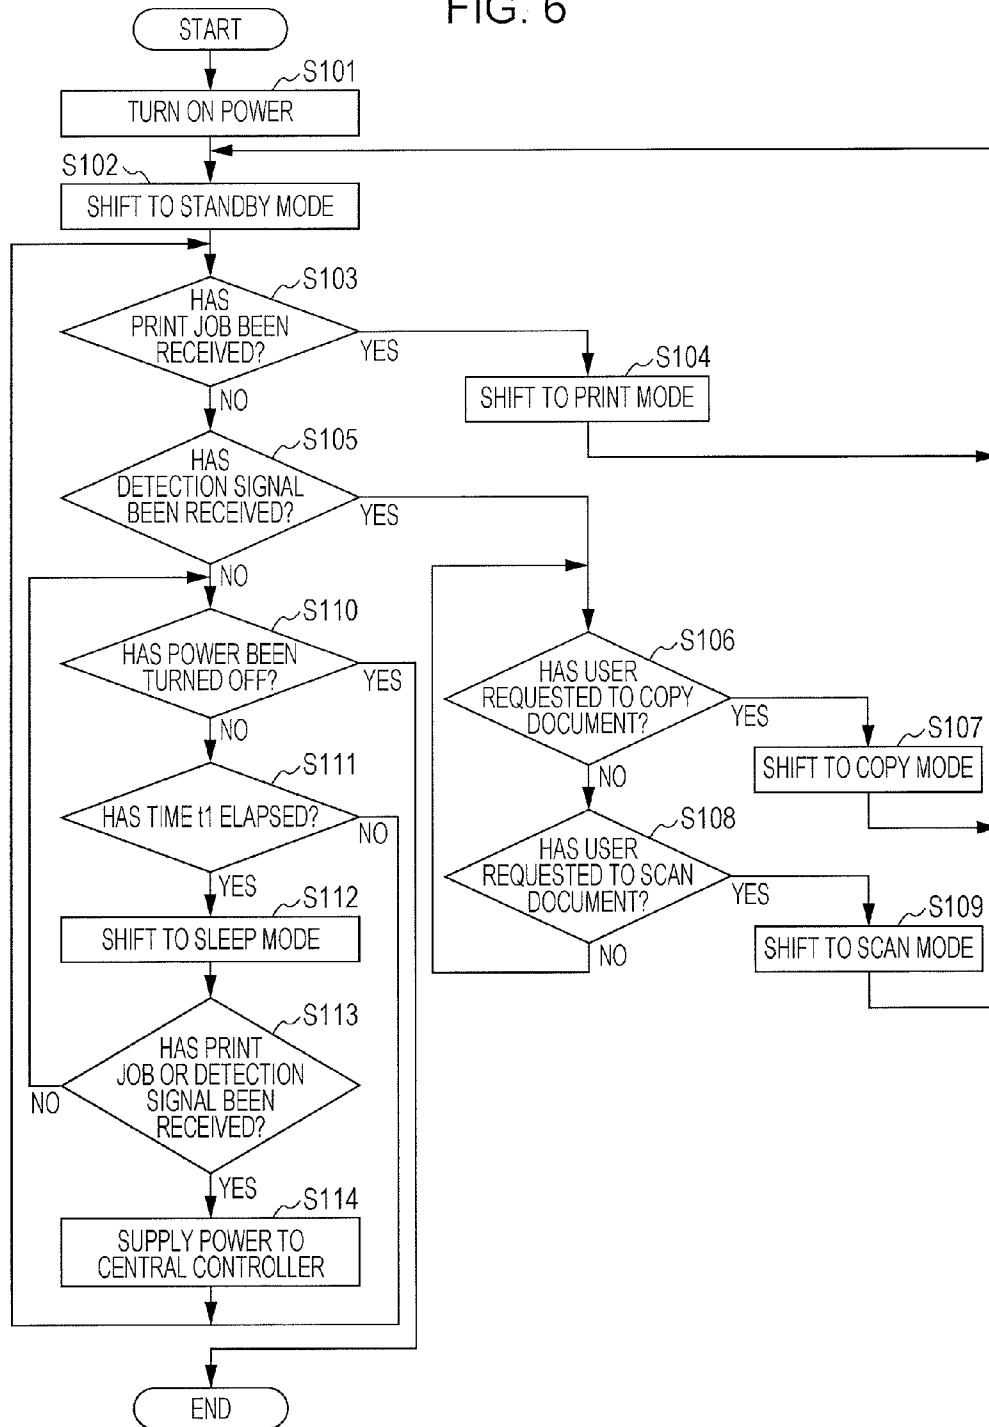 FIG. 6
START
S101
TURN ON POWER
S102
SHIFT TO STANDBY MODE
S103
HAS
PRINT JOB BEEN
RECEIVED?
YES
NO
S104
SHIFT TO PRINT MODE
S105
HAS
DETECTION SIGNAL
BEEN RECEIVED?
YES
NO
S110
HAS POWER BEEN
TURNED OFF?
YES
NO
S106
HAS USER
REQUESTED TO COPY
DOCUMENT?
YES
NO
S107
SHIFT TO COPY MODE
S111
HAS TIME t1 ELAPSED?
NO
YES
S108
HAS USER
REQUESTED TO SCAN
DOCUMENT?
YES
NO
S109
SHIFT TO SCAN MODE
S112
SHIFT TO SLEEP MODE
S113
HAS PRINT
JOB OR DETECTION
SIGNAL BEEN
RECEIVED?
NO
YES
S114
SUPPLY POWER TO
CENTRAL CONTROLLER
END